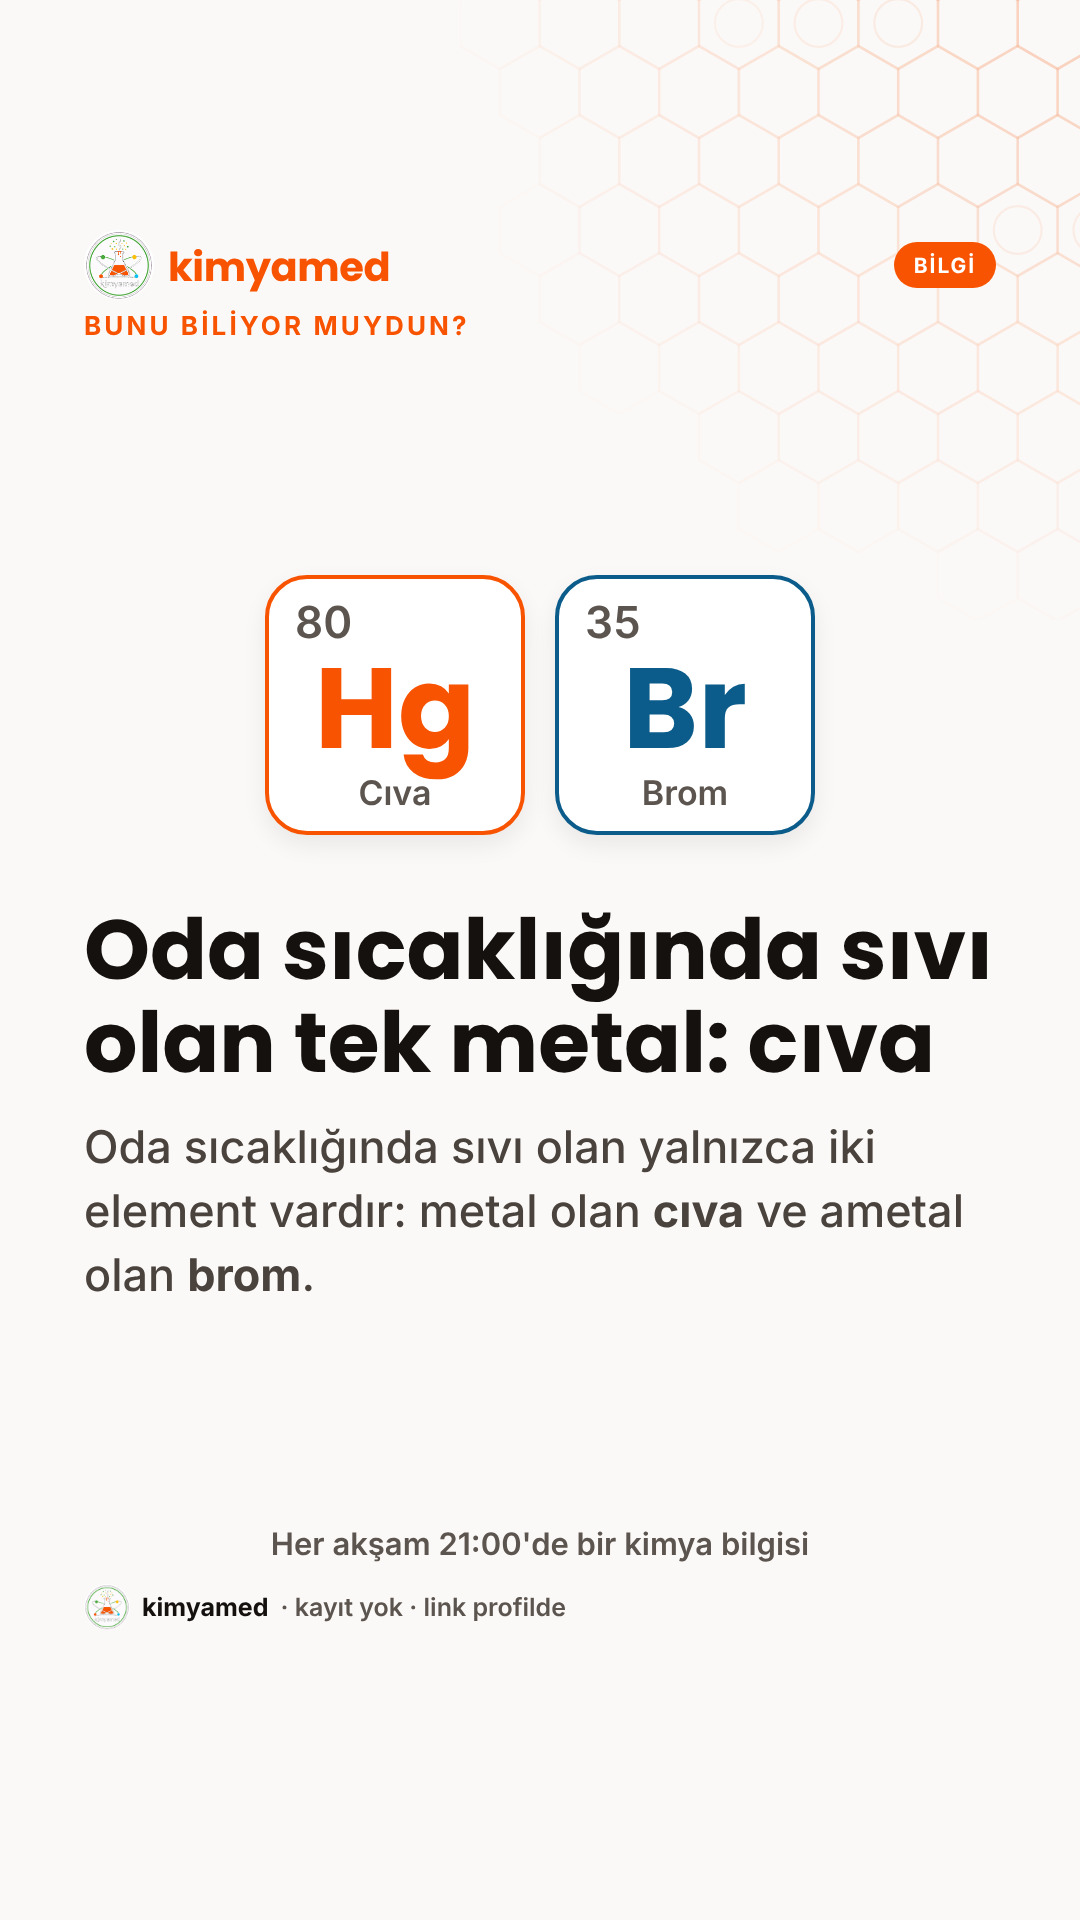 kimyamed
BİLGİ
BUNU BİLİYOR MUYDUN?
80
Hg
Cıva
35
Br
Brom
Oda sıcaklığında sıvı
olan tek metal: cıva
Oda sıcaklığında sıvı olan yalnızca iki
element vardır: metal olan cıva ve ametal
olan brom.
Her akşam 21:00'de bir kimya bilgisi
kimyamed · kayıt yok · link profilde